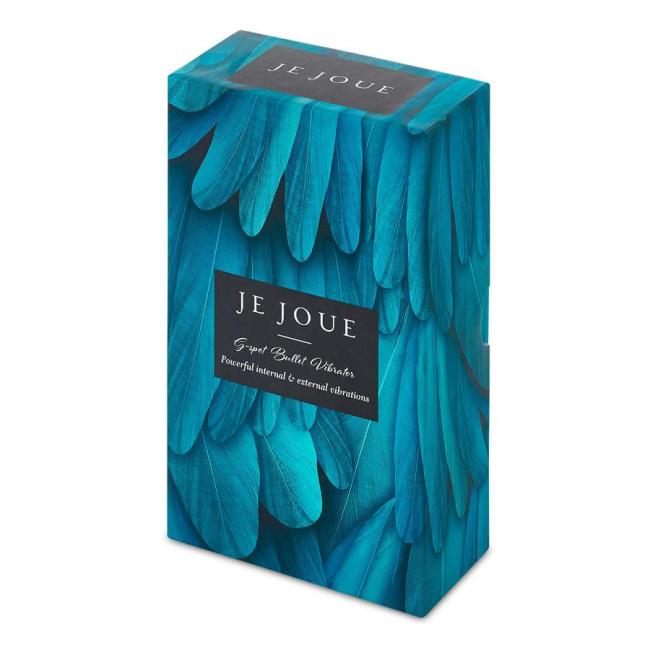 JE JOUE
JE JOUE
G-spot Bullet Vibrator
Powerful internal & external vibrations